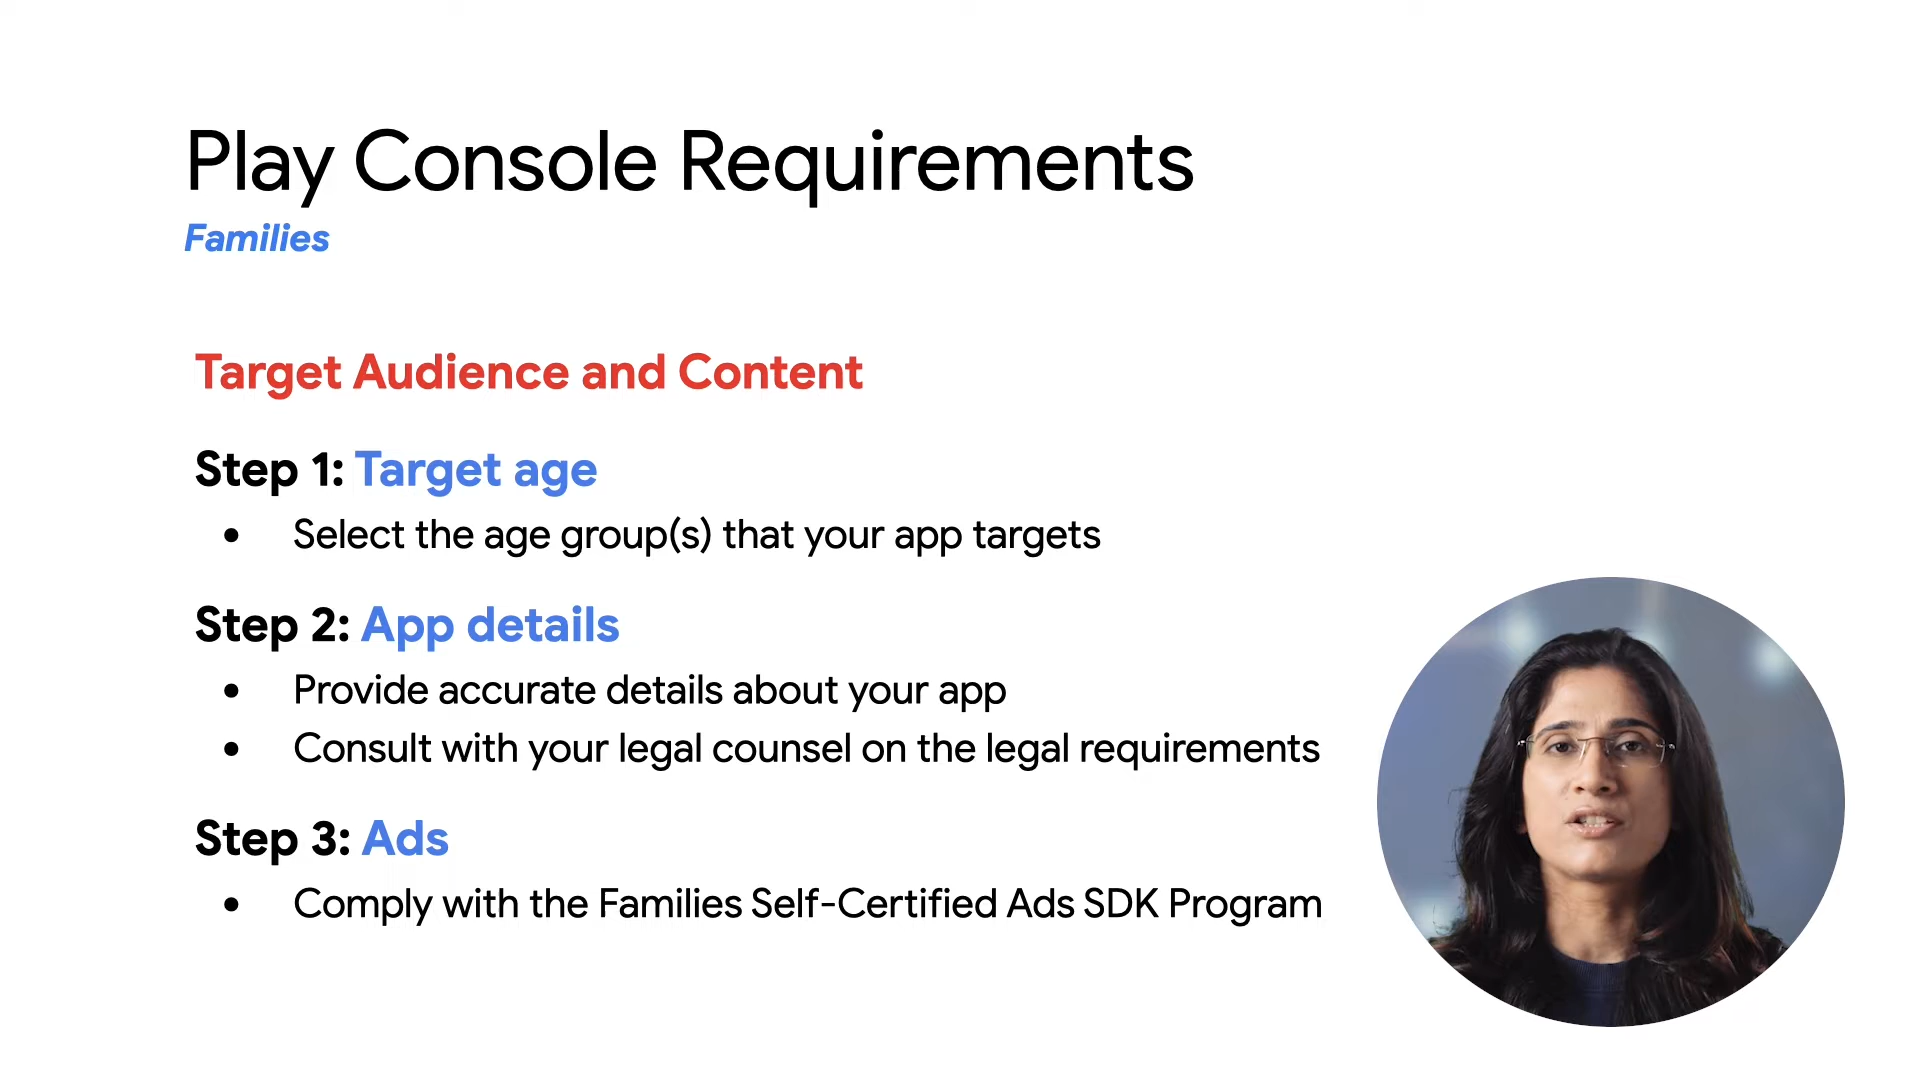 Play Console Requirements
Families
Target Audience and Content
Step 1: Target age
• Select the age group(s) that your app targets
Step 2: App details
• Provide accurate details about your app
• Consult with your legal counsel on the legal requirements
Step 3: Ads
• Comply with the Families Self-Certified Ads SDK Program